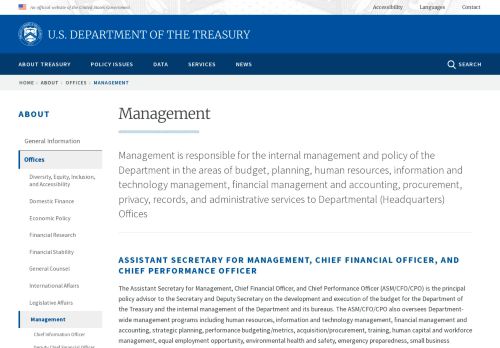 An official website of the United States Government
Accessibility Languages Contact
U.S. DEPARTMENT OF THE TREASURY
ABOUT TREASURY POLICY ISSUES DATA SERVICES NEWS SEARCH
HOME ABOUT OFFICES MANAGEMENT
ABOUT
General Information
Offices
Diversity, Equity, Inclusion,
and Accessibility
Domestic Finance
Economic Policy
Financial Research
Financial Stability
General Counsel
International Affairs
Legislative Affairs
Management
Chief Information Officer
Deputy Chief Financial Officer
Management
Management is responsible for the internal management and policy of the
Department in the areas of budget, planning, human resources, information and
technology management, financial management and accounting, procurement,
privacy, records, and administrative services to Departmental (Headquarters)
Offices
ASSISTANT SECRETARY FOR MANAGEMENT, CHIEF FINANCIAL OFFICER, AND
CHIEF PERFORMANCE OFFICER
The Assistant Secretary for Management, Chief Financial Officer, and Chief Performance Officer (ASM/CFO/CPO) is the principal
policy advisor to the Secretary and Deputy Secretary on the development and execution of the budget for the Department of
the Treasury and the internal management of the Department and its bureaus. The ASM/CFO/CPO also oversees Department-
wide management programs including human resources, information and technology management, financial management and
accounting, strategic planning, performance budgeting/metrics, acquisition/procurement, training, human capital and workforce
management, equal employment opportunity, environmental health and safety, emergency preparedness, small business